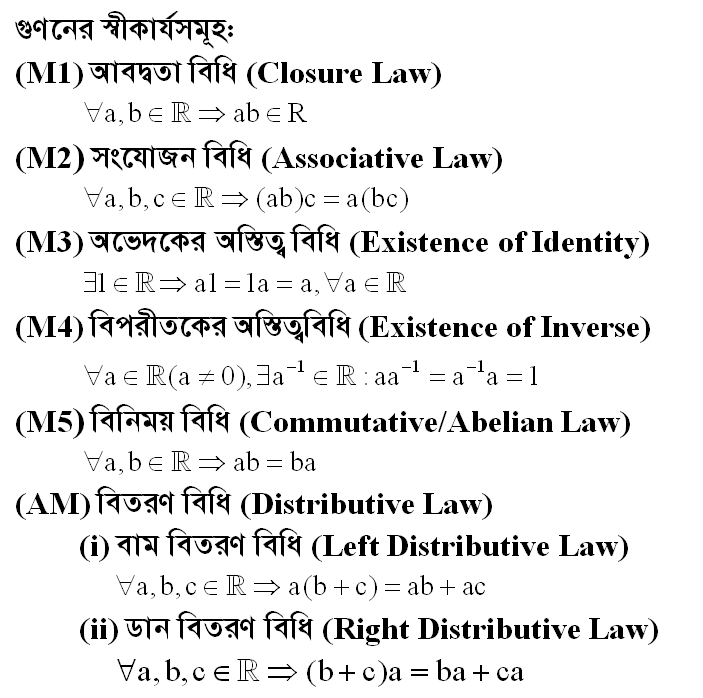 গুণনের স্বীকার্যসমূহঃ
(M1) আবদ্বতা বিধি (Closure Law)
∀a, b ∈ ℝ ⇒ ab ∈ R
(M2) সংযোজন বিধি (Associative Law)
∀a, b, c ∈ ℝ ⇒ (ab)c = a(bc)
(M3) অভেদকের অস্তিত্ব বিধি (Existence of Identity)
∃1 ∈ ℝ ⇒ a1 = 1a = a, ∀a ∈ ℝ
(M4) বিপরীতকের অস্তিত্ববিধি (Existence of Inverse)
∀a ∈ ℝ(a ≠ 0), ∃a⁻¹ ∈ ℝ : aa⁻¹ = a⁻¹a = 1
(M5) বিনিময় বিধি (Commutative/Abelian Law)
∀a, b ∈ ℝ ⇒ ab = ba
(AM) বিতরণ বিধি (Distributive Law)
(i) বাম বিতরণ বিধি (Left Distributive Law)
∀a, b, c ∈ ℝ ⇒ a(b + c) = ab + ac
(ii) ডান বিতরণ বিধি (Right Distributive Law)
∀a, b, c ∈ ℝ ⇒ (b + c)a = ba + ca